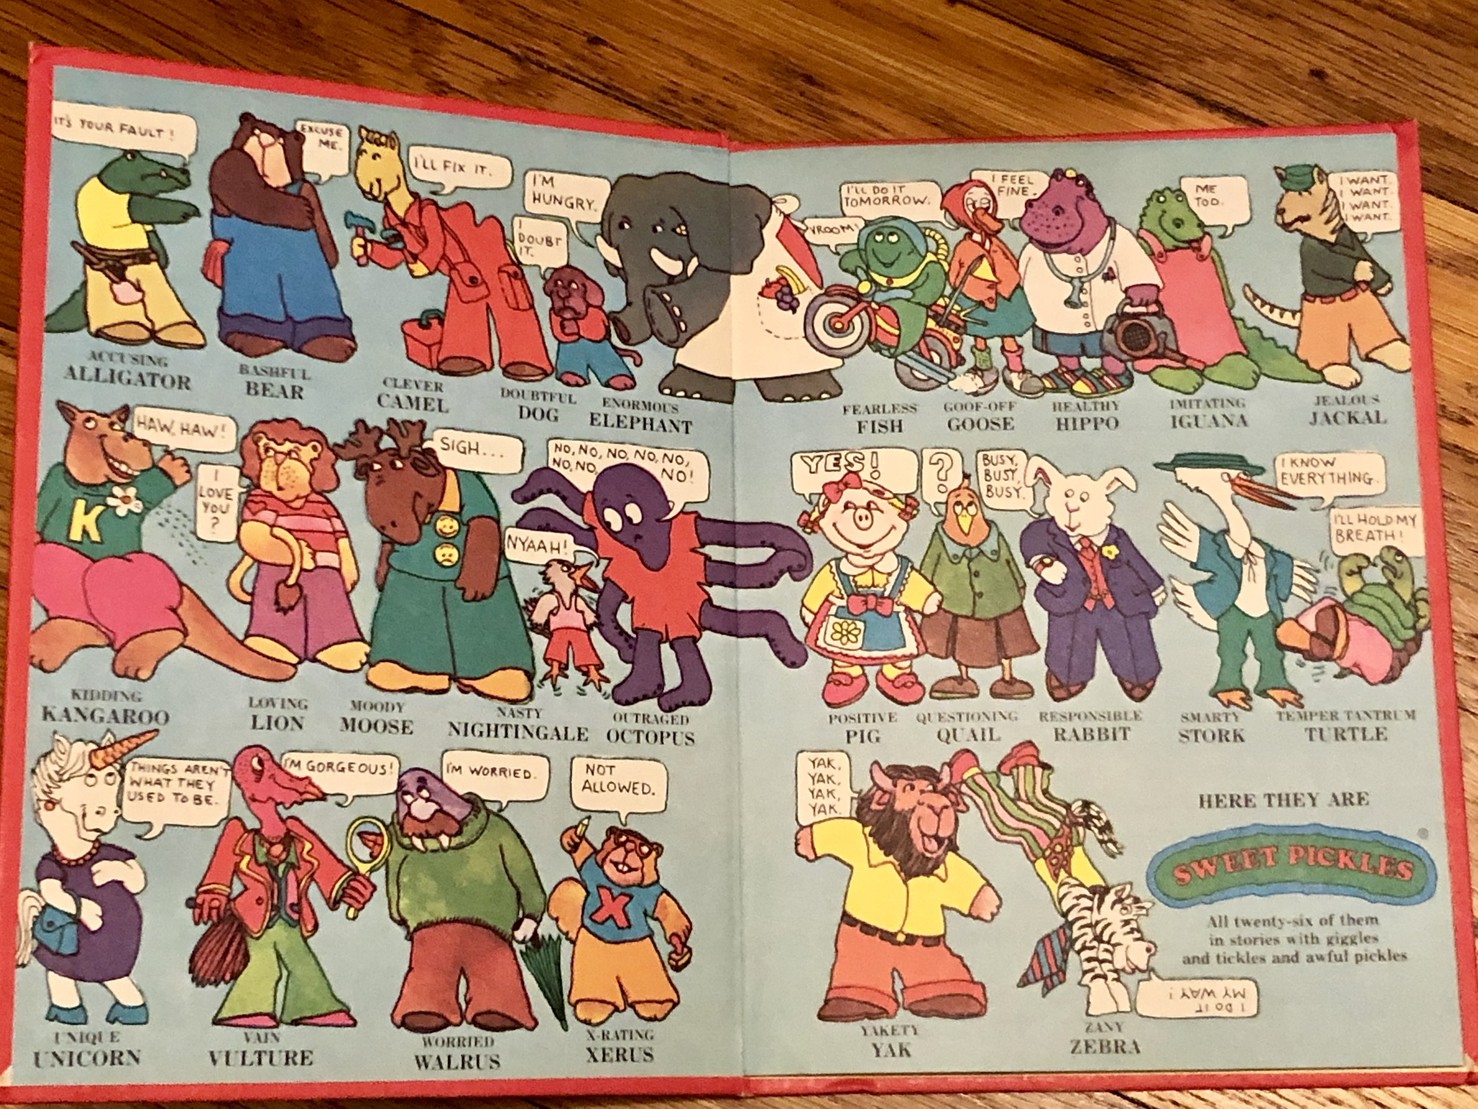 IT'S YOUR FAULT!
ACCUSING
ALLIGATOR
EXCUSE
ME.
BASHFUL
BEAR
I'LL FIX IT.
CLEVER
CAMEL
I
DOUBT
IT.
DOUBTFUL
DOG
I'M
HUNGRY.
ENORMOUS
ELEPHANT
VROOM!
FEARLESS
FISH
I'LL DO IT
TOMORROW.
GOOF-OFF
GOOSE
I FEEL
FINE.
HEALTHY
HIPPO
ME
TOO.
IMITATING
IGUANA
I WANT.
I WANT.
I WANT.
I WANT.
JEALOUS
JACKAL
HAW, HAW!
K
KIDDING
KANGAROO
I
LOVE
YOU
?
LOVING
LION
SIGH...
MOODY
MOOSE
NYAAH!
NASTY
NIGHTINGALE
NO, NO, NO, NO, NO,
NO, NO, NO!
OUTRAGED
OCTOPUS
YES!
POSITIVE
PIG
?
QUESTIONING
QUAIL
BUSY,
BUSY,
BUSY.
RESPONSIBLE
RABBIT
I KNOW
EVERYTHING.
SMARTY
STORK
I'LL HOLD MY
BREATH!
TEMPER TANTRUM
TURTLE
THINGS AREN'T
WHAT THEY
USED TO BE.
UNIQUE
UNICORN
I'M GORGEOUS!
VAIN
VULTURE
I'M WORRIED.
WORRIED
WALRUS
NOT
ALLOWED.
X
X-RATING
XERUS
YAK,
YAK,
YAK,
YAK.
YAKETY
YAK
I DO IT
MY WAY!
ZANY
ZEBRA
HERE THEY ARE
SWEET PICKLES ®
All twenty-six of them
in stories with giggles
and tickles and awful pickles